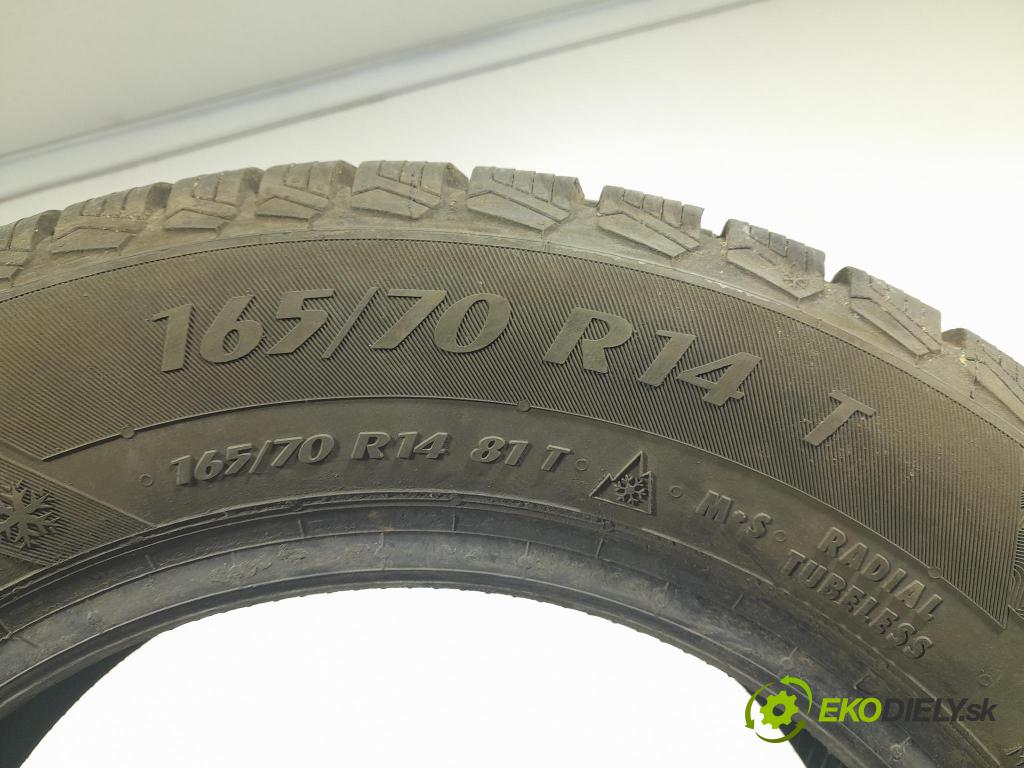 165/70 R14 T
165/70 R14 81 T
M•S
RADIAL
TUBELESS
EKODIELY.sk